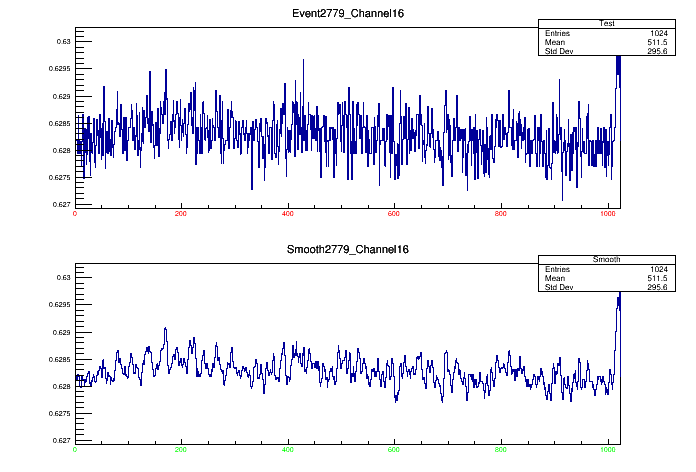 Event2779_Channel16
Test
Entries 1024
Mean 511.5
Std Dev 295.6
0.63
0.6295
0.629
0.6285
0.628
0.6275
0.627
0 200 400 600 800 1000
Smooth2779_Channel16
Smooth
Entries 1024
Mean 511.5
Std Dev 295.6
0.63
0.6295
0.629
0.6285
0.628
0.6275
0.627
0 200 400 600 800 1000